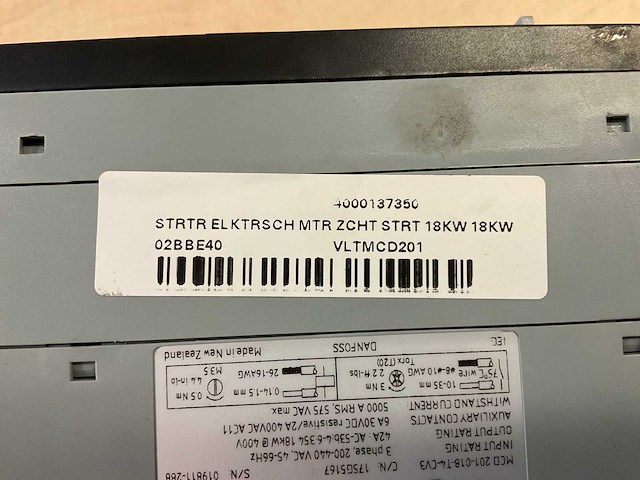 4000137350
STRTR ELKTRSCH MTR ZCHT STRT 18KW 18KW
02BBE40 VLTMCD201
MCD 201-018-T4-CV3 C/N: 175G5167 S/N: 019811-288
INPUT RATING 3 phase, 200-440 VAC, 45-66Hz
OUTPUT RATING 42A : AC-53b:4-6:354 18kW @ 400V
AUXILIARY CONTACTS 6A 30VDC resistive/2A 400VAC AC11
WITHSTAND CURRENT 5000 A RMS, 575 VAC max
75°C wire 10-35 mm #8-#10 AWG 3 Nm 2.2 ft-lbs Torx (T20) 0.14-1.5 mm 26-16AWG 0.5 Nm 4.4 in-lb M3.5
IEC DANFOSS Made in New Zealand